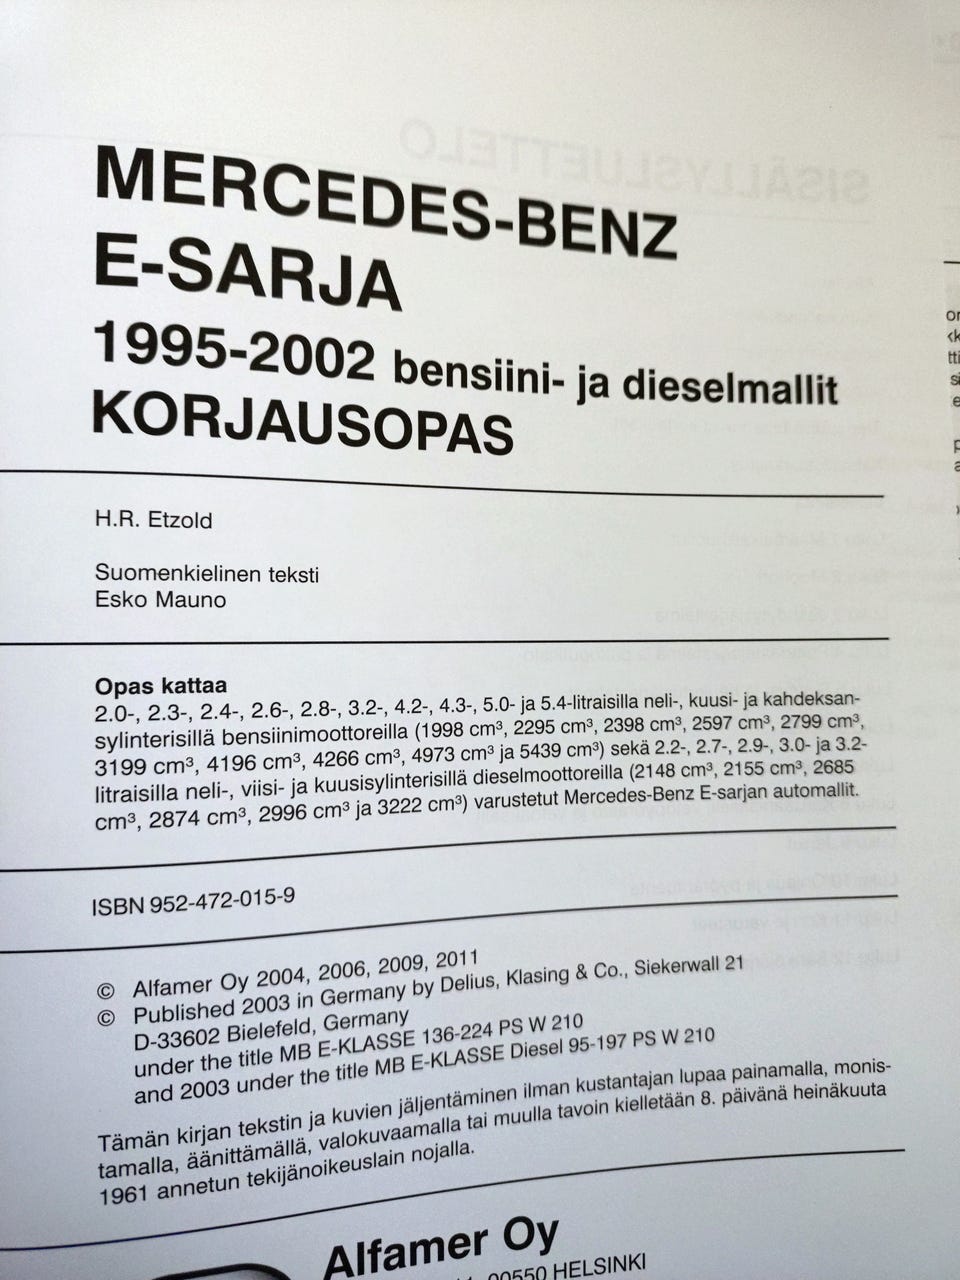 MERCEDES-BENZ
E-SARJA
1995-2002 bensiini- ja dieselmallit
KORJAUSOPAS
H.R. Etzold
Suomenkielinen teksti
Esko Mauno
Opas kattaa
2.0-, 2.3-, 2.4-, 2.6-, 2.8-, 3.2-, 4.2-, 4.3-, 5.0- ja 5.4-litraisilla neli-, kuusi- ja kahdeksan-
sylinterisillä bensiinimoottoreilla (1998 cm³, 2295 cm³, 2398 cm³, 2597 cm³, 2799 cm³,
3199 cm³, 4196 cm³, 4266 cm³, 4973 cm³ ja 5439 cm³) sekä 2.2-, 2.7-, 2.9-, 3.0- ja 3.2-
litraisilla neli-, viisi- ja kuusisylinterisillä dieselmoottoreilla (2148 cm³, 2155 cm³, 2685
cm³, 2874 cm³, 2996 cm³ ja 3222 cm³) varustetut Mercedes-Benz E-sarjan automallit.
ISBN 952-472-015-9
© Alfamer Oy 2004, 2006, 2009, 2011
© Published 2003 in Germany by Delius, Klasing & Co., Siekerwall 21
D-33602 Bielefeld, Germany
under the title MB E-KLASSE 136-224 PS W 210
and 2003 under the title MB E-KLASSE Diesel 95-197 PS W 210
Tämän kirjan tekstin ja kuvien jäljentäminen ilman kustantajan lupaa painamalla, monis-
tamalla, äänittämällä, valokuvaamalla tai muulla tavoin kielletään 8. päivänä heinäkuuta
1961 annetun tekijänoikeuslain nojalla.
Alfamer Oy
00550 HELSINKI